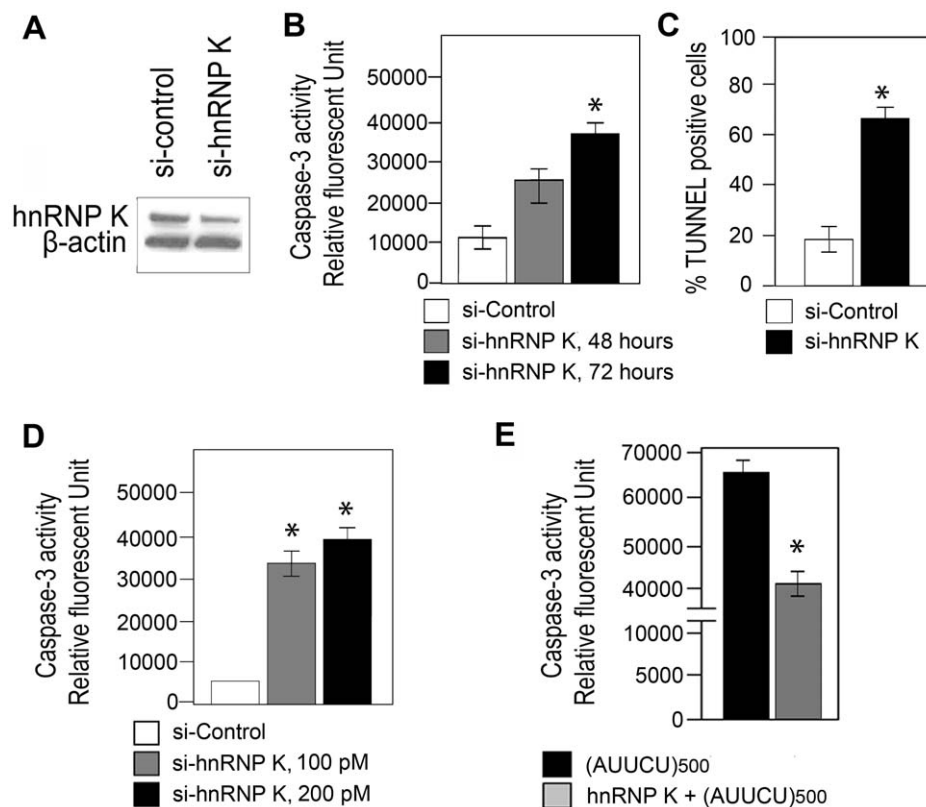 A
si-control
si-hnRNP K
hnRNP K
β-actin
B
Caspase-3 activity
Relative fluorescent Unit
50000
40000
30000
20000
10000
0
*
si-Control
si-hnRNP K, 48 hours
si-hnRNP K, 72 hours
C
% TUNNEL positive cells
100
80
60
40
20
0
*
si-Control
si-hnRNP K
D
Caspase-3 activity
Relative fluorescent Unit
50000
40000
30000
20000
10000
0
*
*
si-Control
si-hnRNP K, 100 pM
si-hnRNP K, 200 pM
E
Caspase-3 activity
Relative fluorescent Unit
70000
60000
50000
40000
10000
5000
0
*
(AUUCU)500
hnRNP K + (AUUCU)500